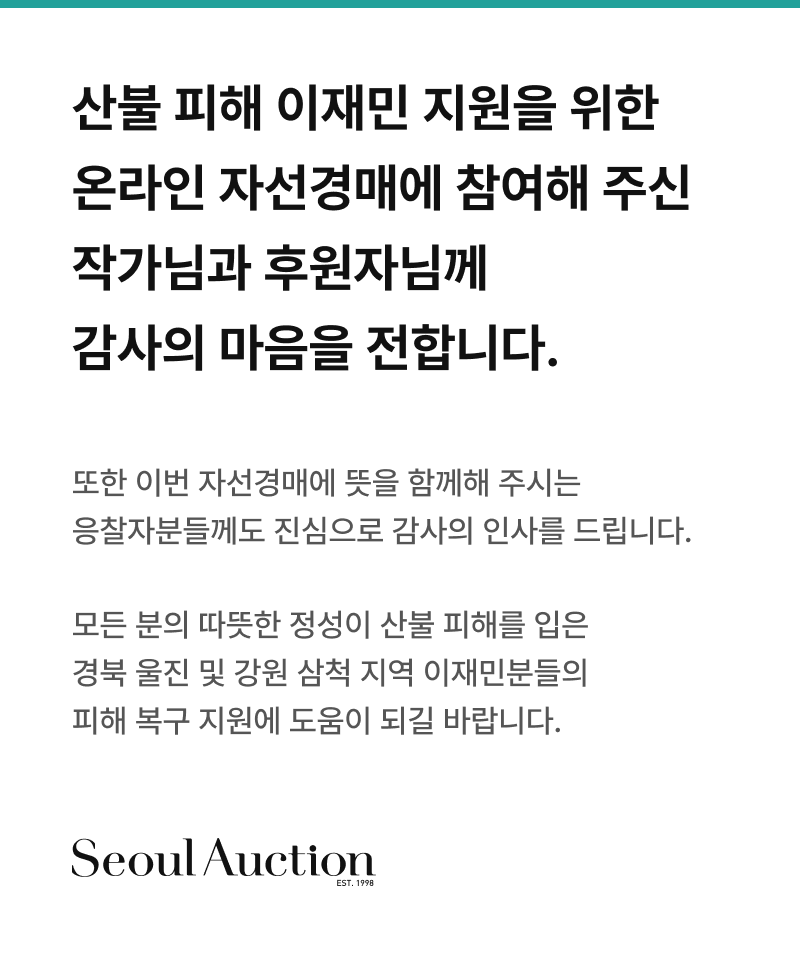 산불 피해 이재민 지원을 위한
온라인 자선경매에 참여해 주신
작가님과 후원자님께
감사의 마음을 전합니다.
또한 이번 자선경매에 뜻을 함께해 주시는
응찰자분들께도 진심으로 감사의 인사를 드립니다.
모든 분의 따뜻한 정성이 산불 피해를 입은
경북 울진 및 강원 삼척 지역 이재민분들의
피해 복구 지원에 도움이 되길 바랍니다.
Seoul Auction
EST. 1998